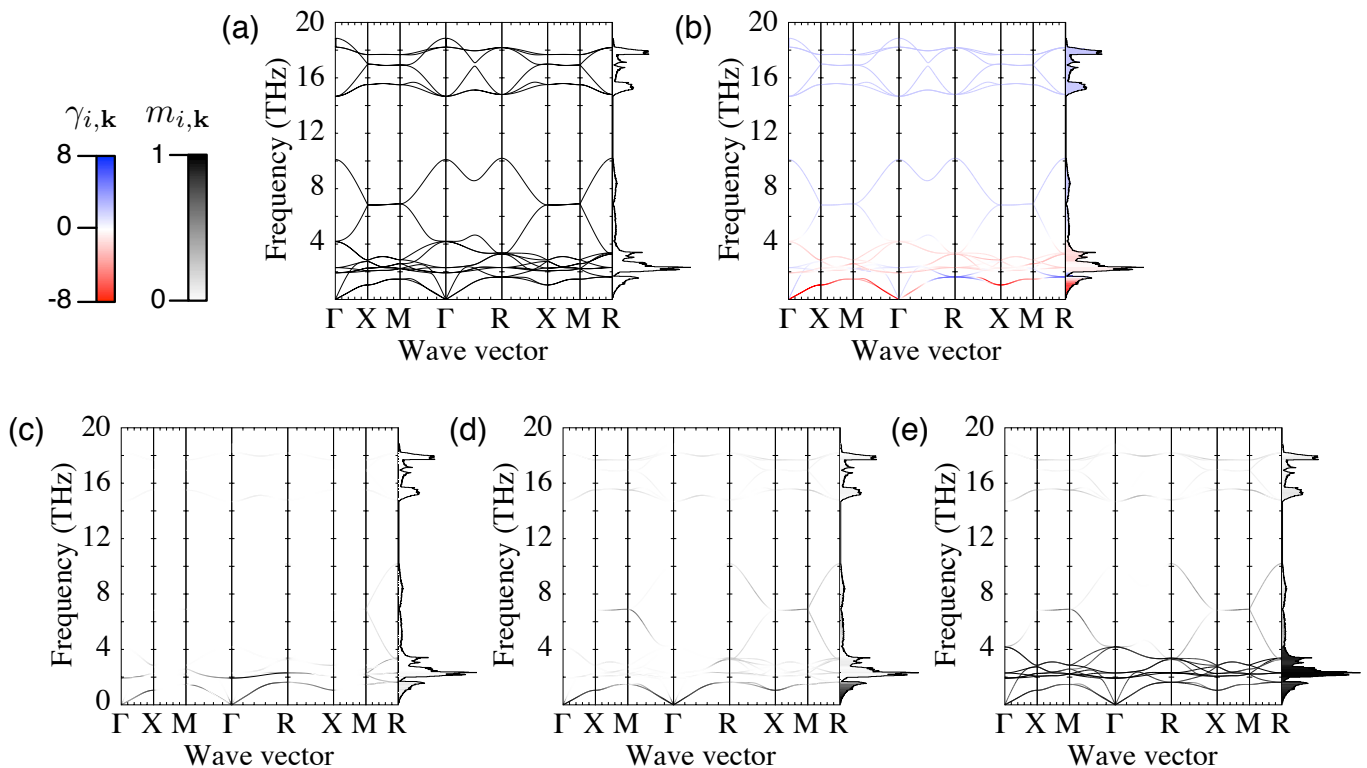 (a)
20
16
12
8
4
Frequency (THz)
Γ X M Γ R X M R
Wave vector
(b)
20
16
12
8
4
Frequency (THz)
Γ X M Γ R X M R
Wave vector
γi,k
8
0
-8
mi,k
1
0
(c)
20
16
12
8
4
0
Frequency (THz)
Γ X M Γ R X M R
Wave vector
(d)
20
16
12
8
4
Frequency (THz)
Γ X M Γ R X M R
Wave vector
(e)
20
16
12
8
4
Frequency (THz)
Γ X M Γ R X M R
Wave vector